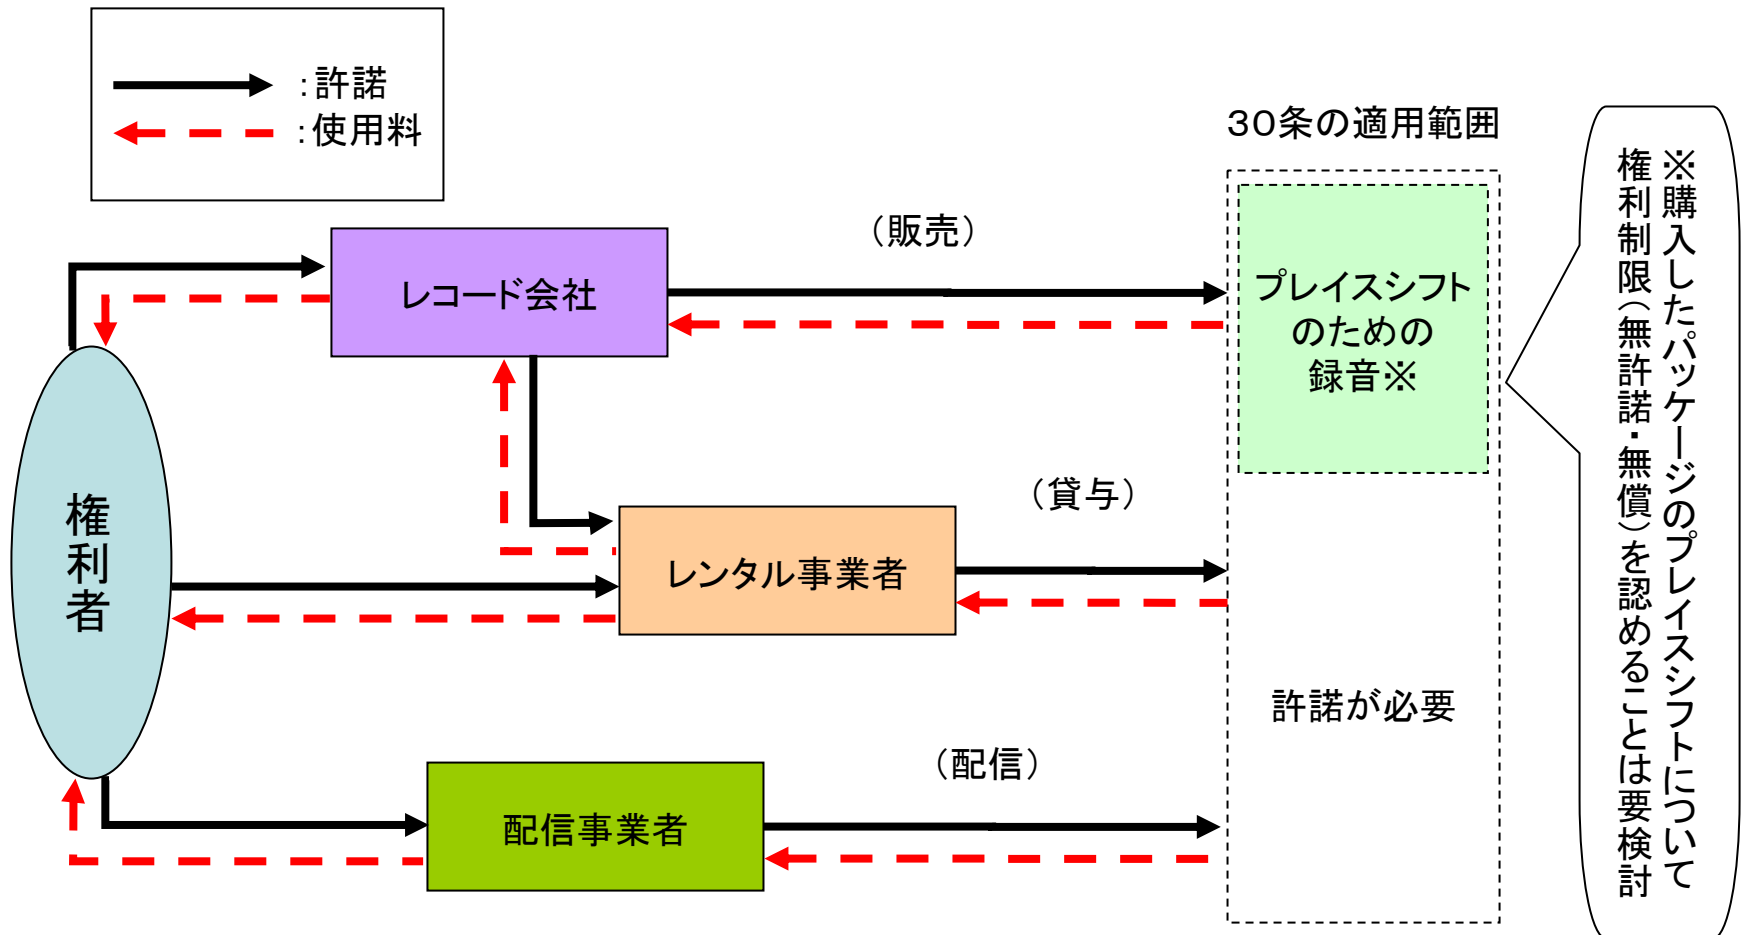 ：許諾
：使用料
30条の適用範囲
（販売）
レコード会社
プレイスシフト
のための
録音※
※購入したパッケージのプレイスシフトについて
権利制限（無許諾・無償）を認めることは要検討
権利者
（貸与）
レンタル事業者
許諾が必要
（配信）
配信事業者